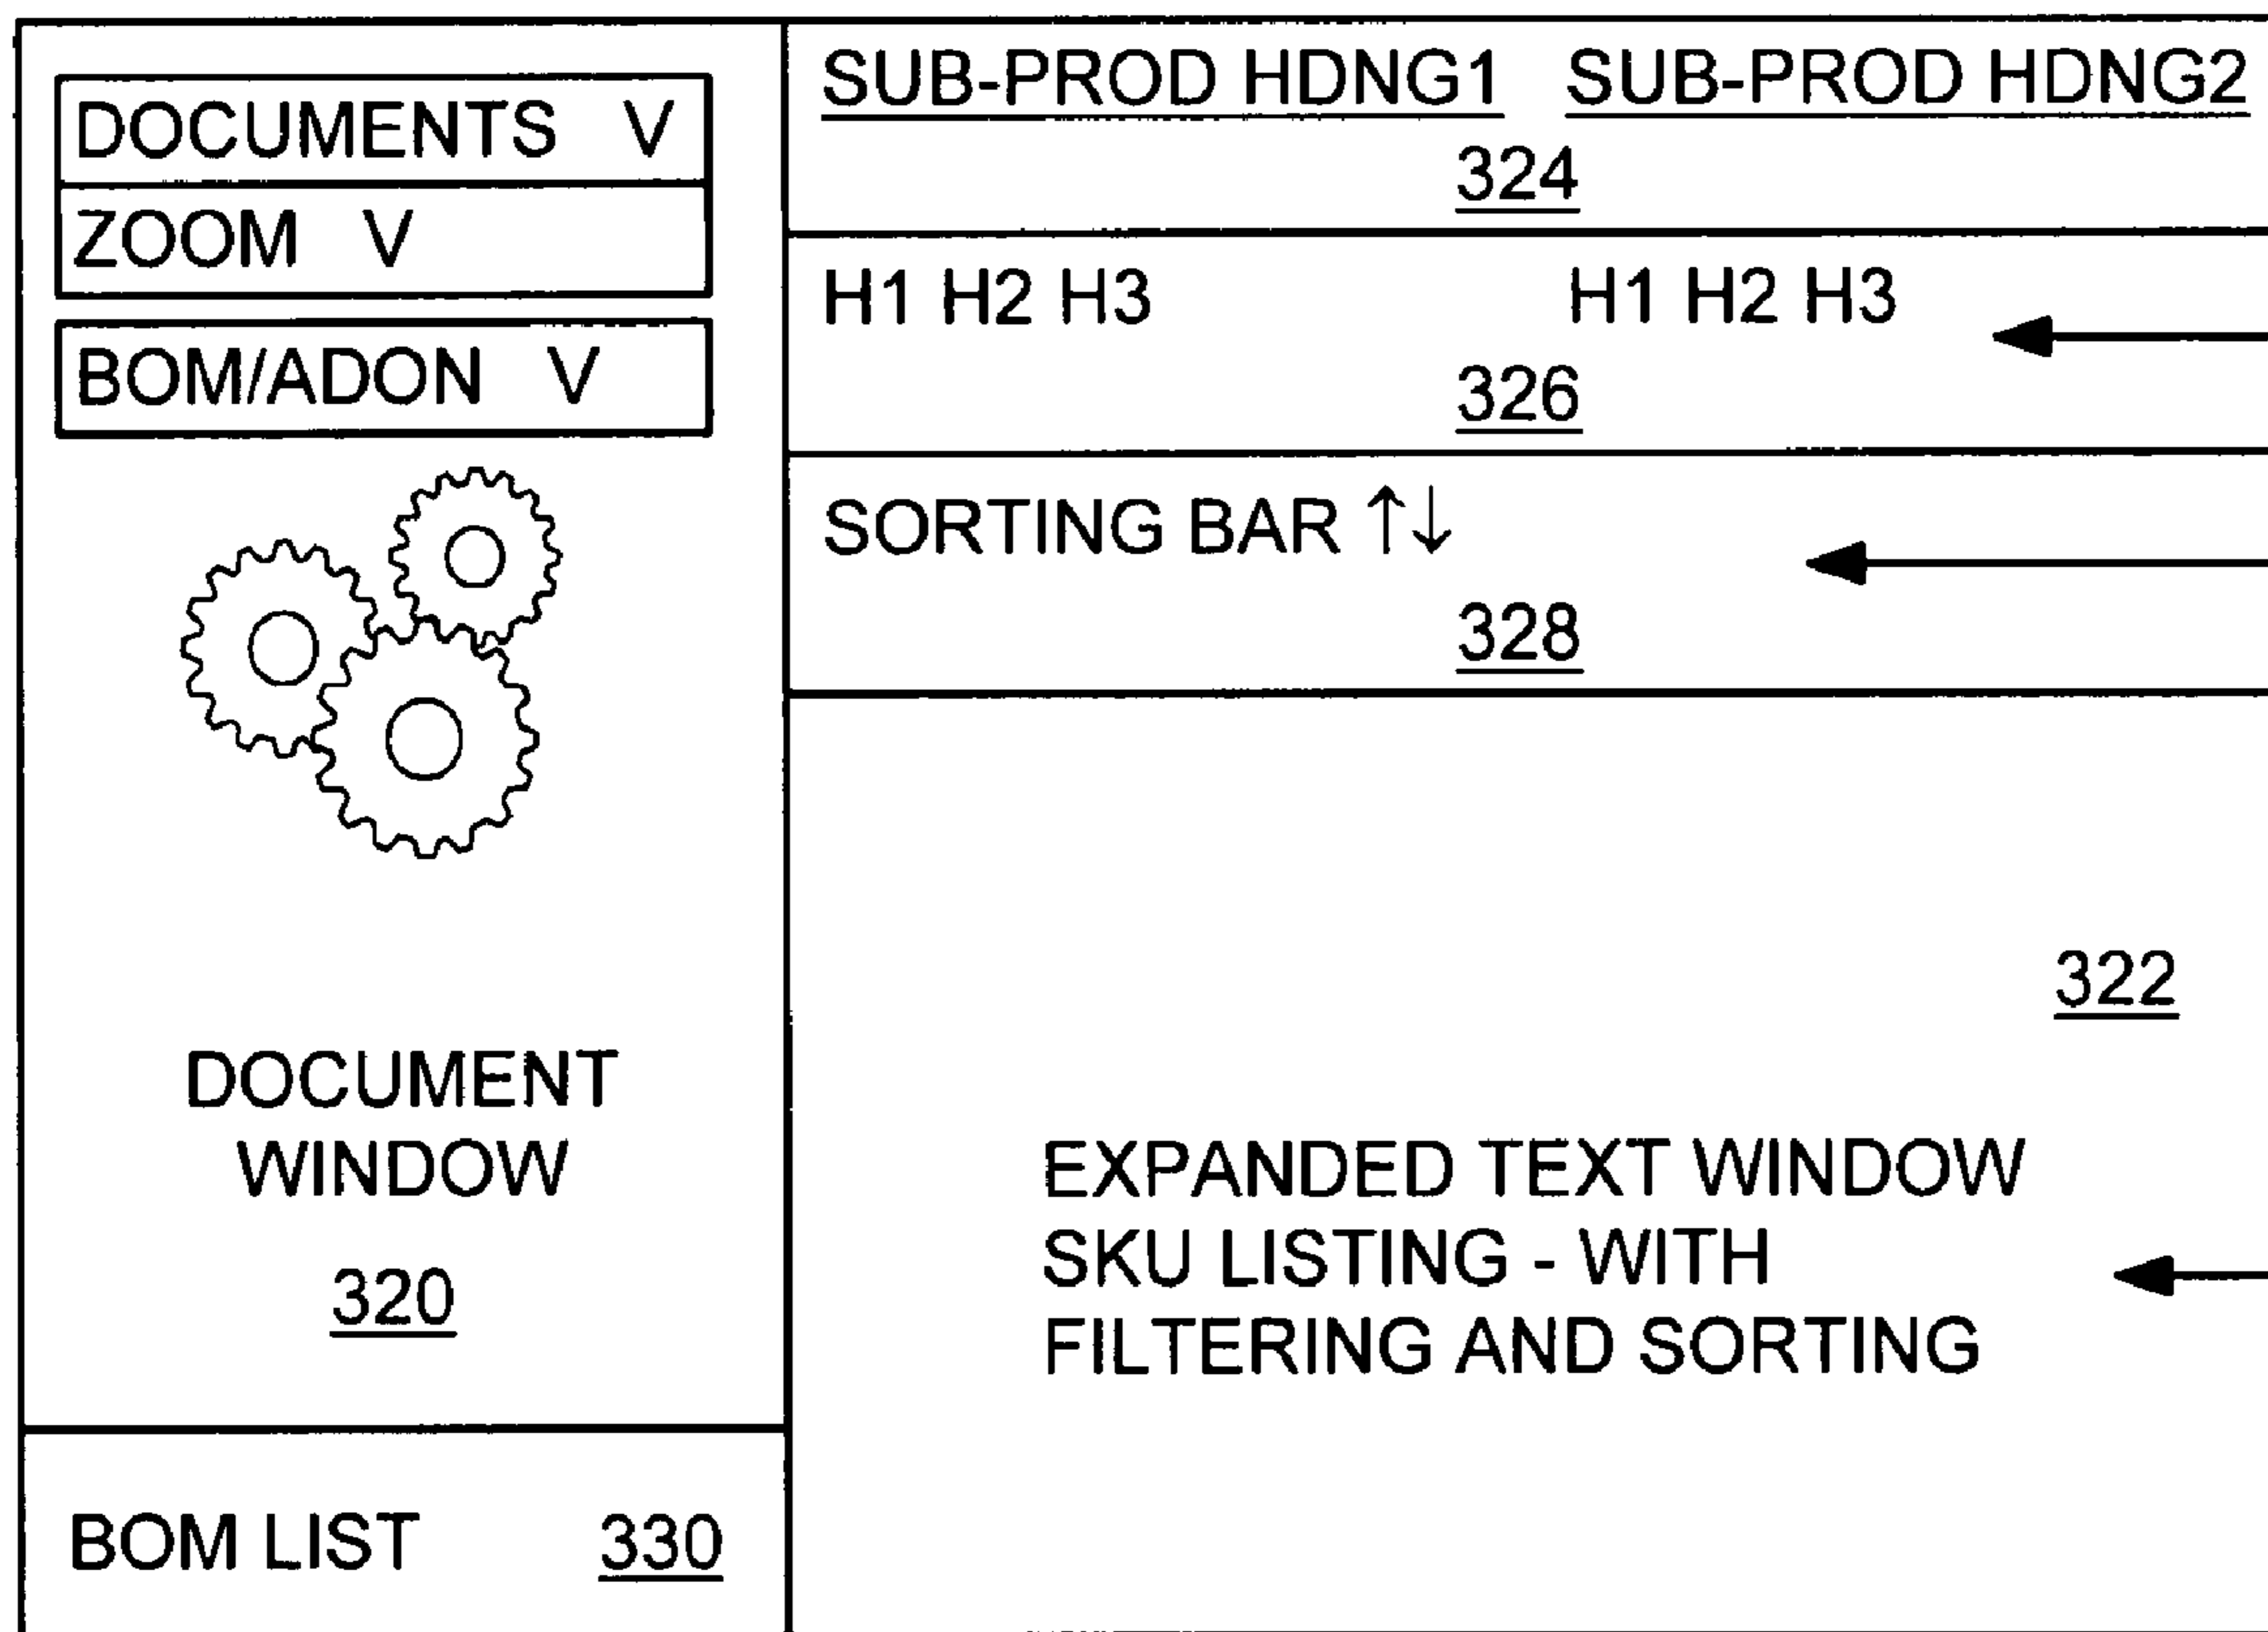 DOCUMENTS V
ZOOM V
BOM/ADON V
DOCUMENT
WINDOW
320
BOM LIST 330
SUB-PROD HDNG1 SUB-PROD HDNG2
324
H1 H2 H3 H1 H2 H3
326
SORTING BAR ↑↓
328
322
EXPANDED TEXT WINDOW
SKU LISTING - WITH
FILTERING AND SORTING